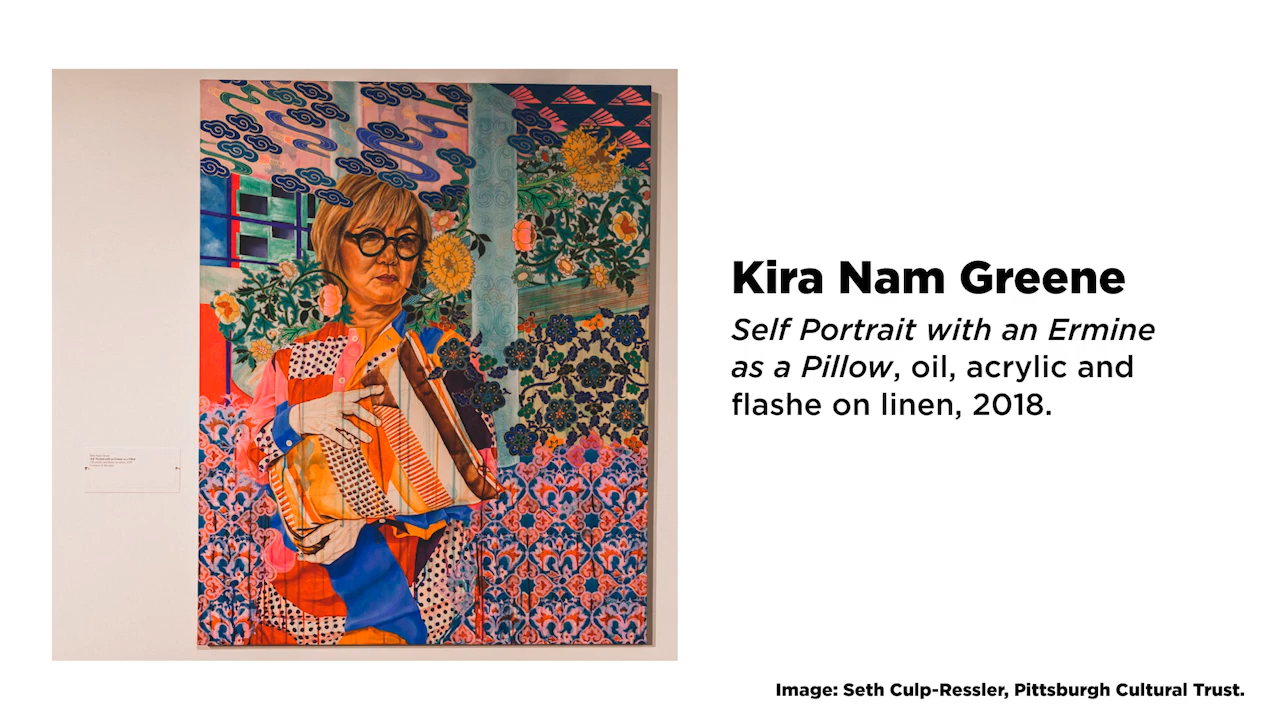 Kira Nam Greene
Self Portrait with an Ermine
as a Pillow, oil, acrylic and
flashe on linen, 2018.
Image: Seth Culp-Ressler, Pittsburgh Cultural Trust.